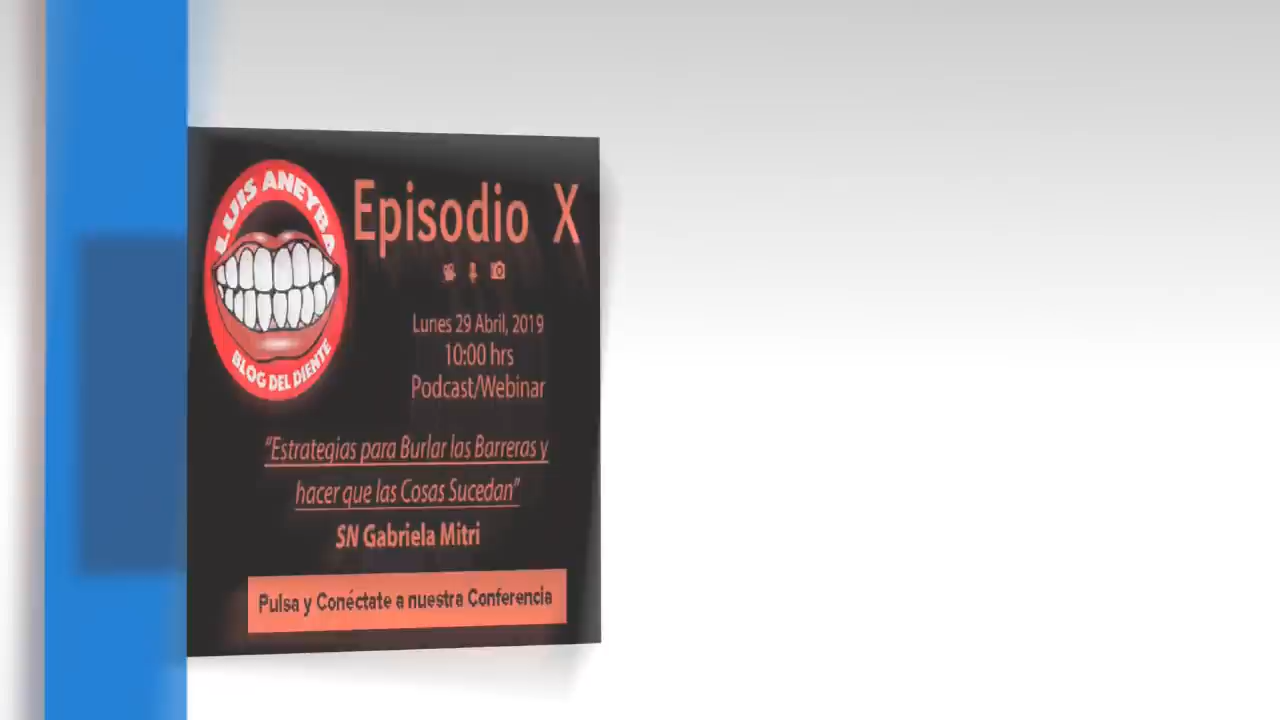 LUIS ANEYBA
BLOG DEL DIENTE
Episodio X
Lunes 29 Abril, 2019
10:00 hrs
Podcast/Webinar
"Estrategias para Burlar las Barreras y
hacer que las Cosas Sucedan"
SN Gabriela Mitri
Pulsa y Conéctate a nuestra Conferencia